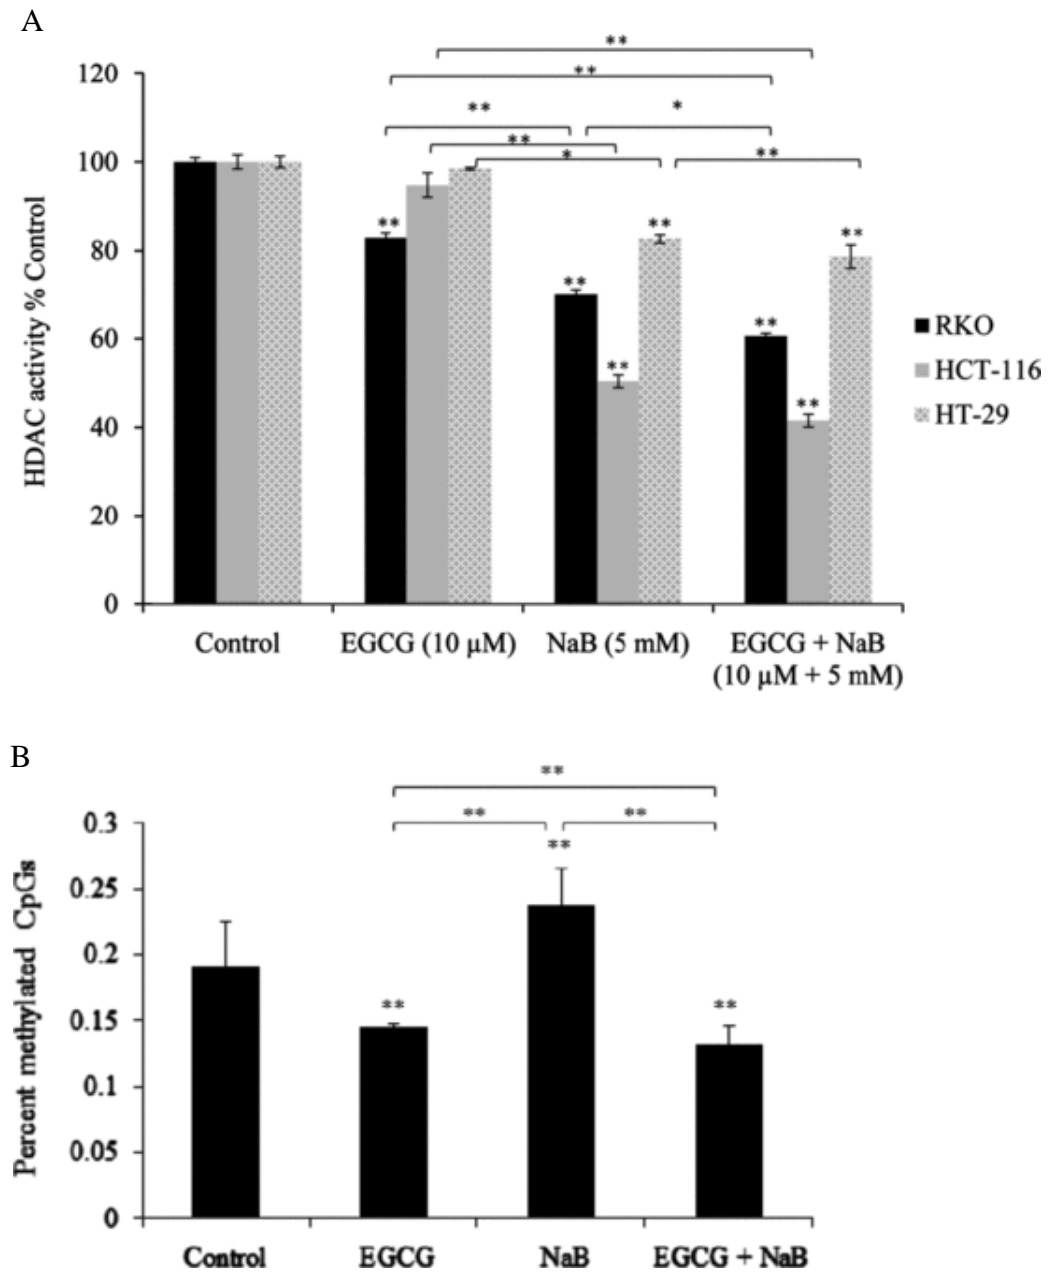 A
**
**
**
*
**
*
**
120
100
80
60
40
20
0
HDAC activity % Control
**
**
**
**
**
**
**
RKO
HCT-116
HT-29
Control
EGCG (10 µM)
NaB (5 mM)
EGCG + NaB
(10 µM + 5 mM)
B
**
**
**
0.3
0.25
0.2
0.15
0.1
0.05
0
Percent methylated CpGs
**
**
**
Control
EGCG
NaB
EGCG + NaB